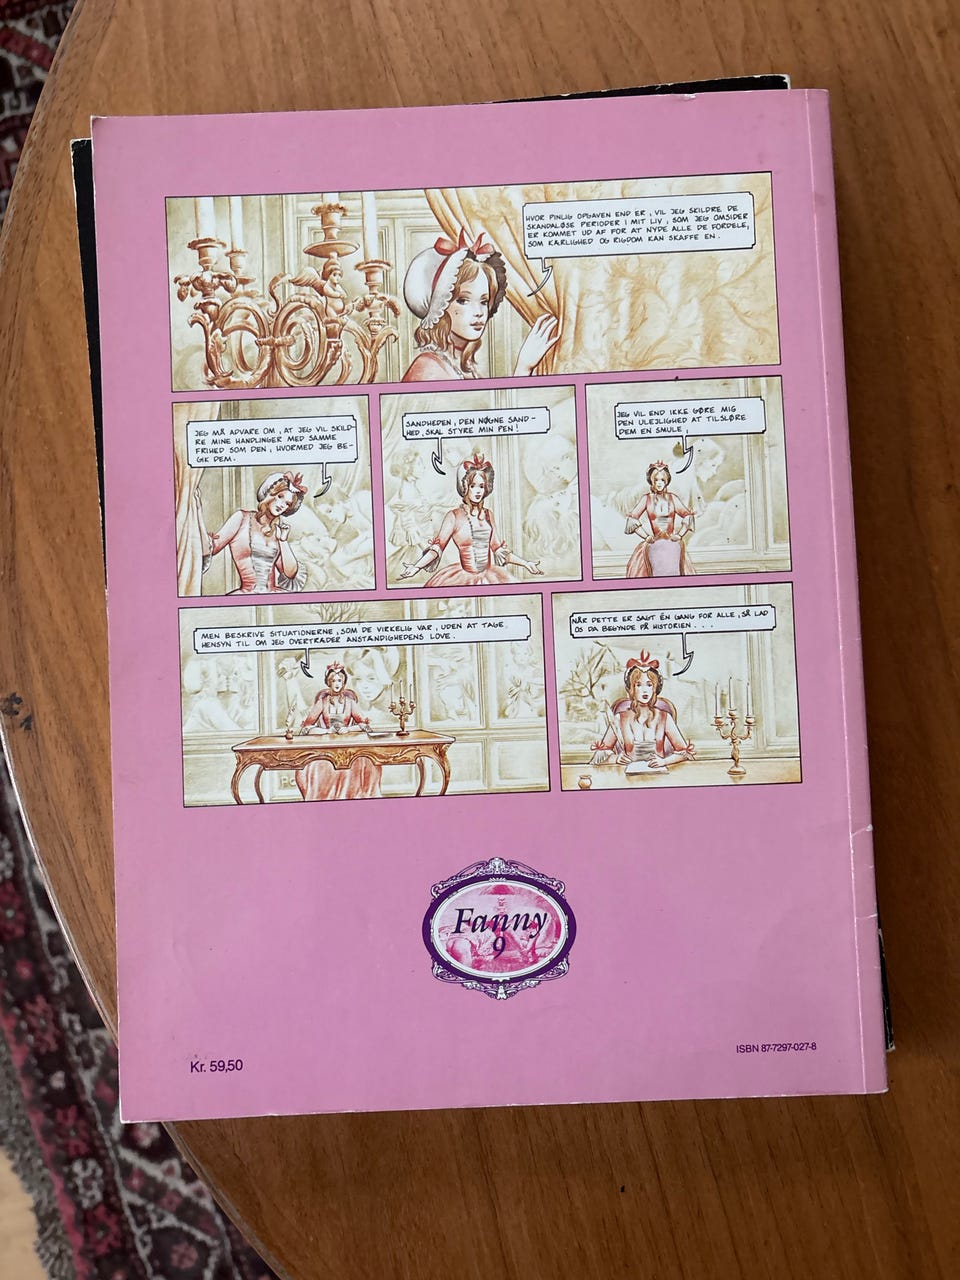 HVOR PINLIG OPGAVEN END ER, VIL JEG SKILDRE DE
SKANDALØSE PERIODER I MIT LIV, SOM JEG OMSIDER
ER KOMMET UD AF FOR AT NYDE ALLE DE FORDELE,
SOM KÆRLIGHED OG RIGDOM KAN SKAFFE EN.
JEG MÅ ADVARE OM, AT JEG VIL SKILD-
RE MINE HANDLINGER MED SAMME
FRIHED SOM DEN, HVORMED JEG BE-
GIK DEM.
SANDHEDEN, DEN NØGNE SAND-
HED, SKAL STYRE MIN PEN!
JEG VIL END IKKE GØRE MIG
DEN ULEJLIGHED AT TILSLØRE
DEM EN SMULE;
MEN BESKRIVE SITUATIONERNE, SOM DE VIRKELIG VAR, UDEN AT TAGE
HENSYN TIL OM JEG OVERTRÆDER ANSTÆNDIGHEDENS LOVE.
NÅR DETTE ER SAGT ÉN GANG FOR ALLE, SÅ LAD
OS DA BEGYNDE PÅ HISTORIEN....
Fanny
9
Kr. 59,50
ISBN 87-7297-027-8